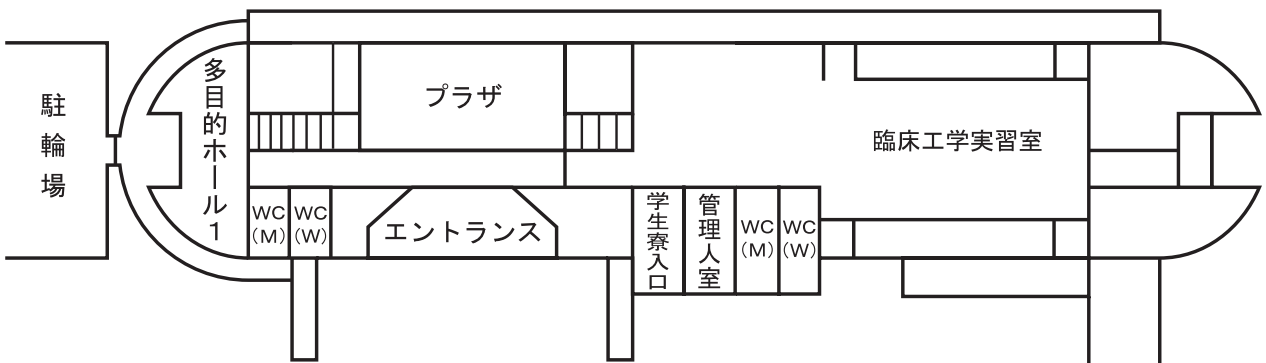 駐輪場
多目的ホール1
プラザ
臨床工学実習室
WC
(M)
WC
(W)
エントランス
学生寮入口
管理人室
WC
(M)
WC
(W)